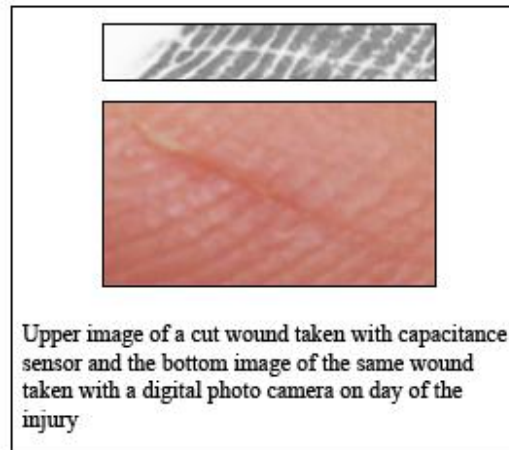 Upper image of a cut wound taken with capacitance
sensor and the bottom image of the same wound
taken with a digital photo camera on day of the
injury